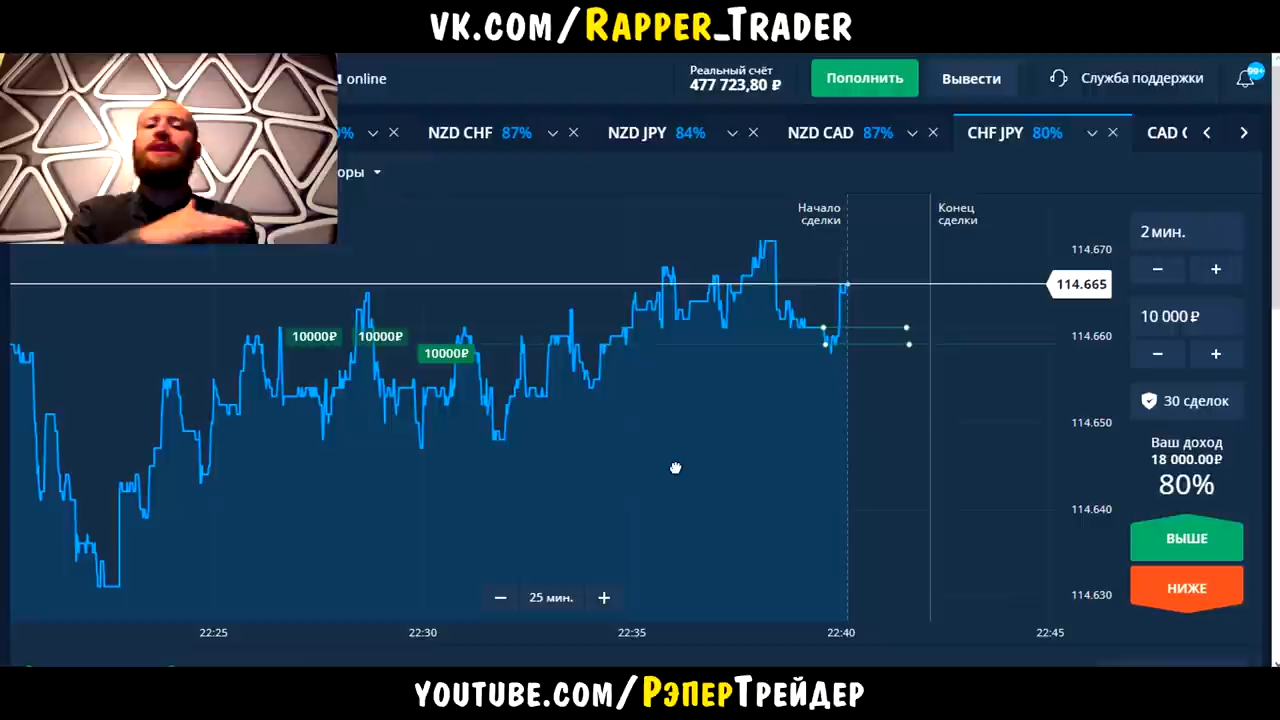 vk.com/Rapper_Trader
online
Реальный счёт
477 723,80 ₽
Пополнить
Вывести
Служба поддержки
99+
NZD CHF 87%
NZD JPY 84%
NZD CAD 87%
CHF JPY 80%
CAD
оры
Начало
сделки
Конец
сделки
114.670
114.665
114.660
114.650
114.640
114.630
10000₽
10000₽
10000₽
25 мин.
22:25
22:30
22:35
22:40
22:45
2 мин.
10 000 ₽
30 сделок
Ваш доход
18 000.00₽
80%
ВЫШЕ
НИЖЕ
youtube.com/РэперТрейдер